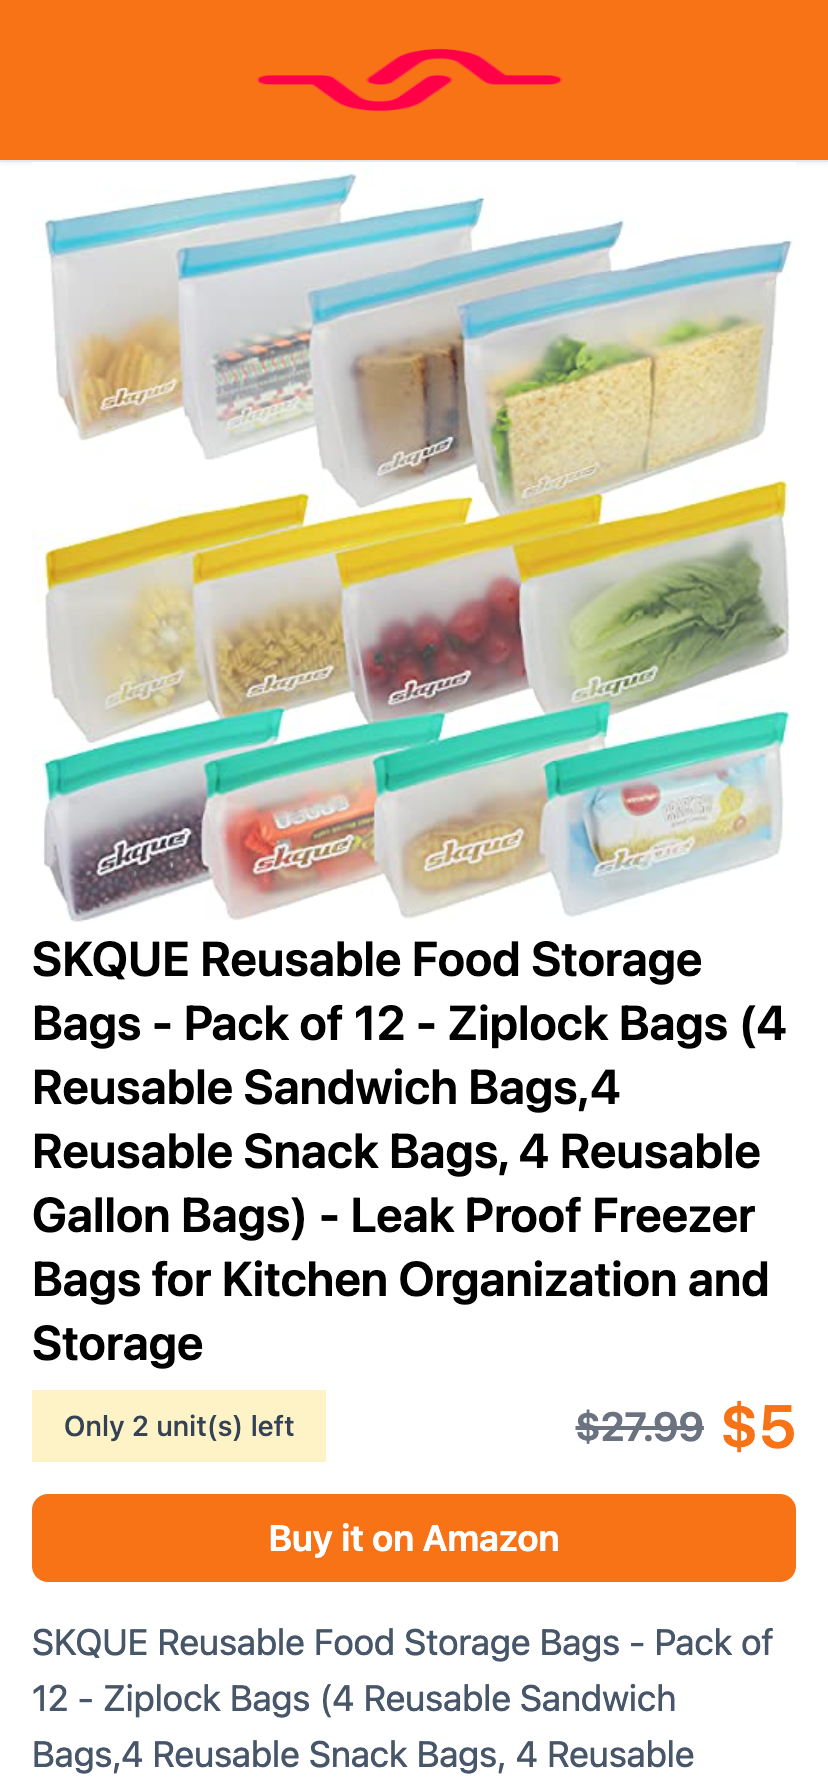 skque
skque
skque
skque
skque
skque
skque
skque
skque
skque
skque
skque
SKQUE Reusable Food Storage
Bags - Pack of 12 - Ziplock Bags (4
Reusable Sandwich Bags,4
Reusable Snack Bags, 4 Reusable
Gallon Bags) - Leak Proof Freezer
Bags for Kitchen Organization and
Storage
Only 2 unit(s) left
$27.99 $5
Buy it on Amazon
SKQUE Reusable Food Storage Bags - Pack of
12 - Ziplock Bags (4 Reusable Sandwich
Bags,4 Reusable Snack Bags, 4 Reusable